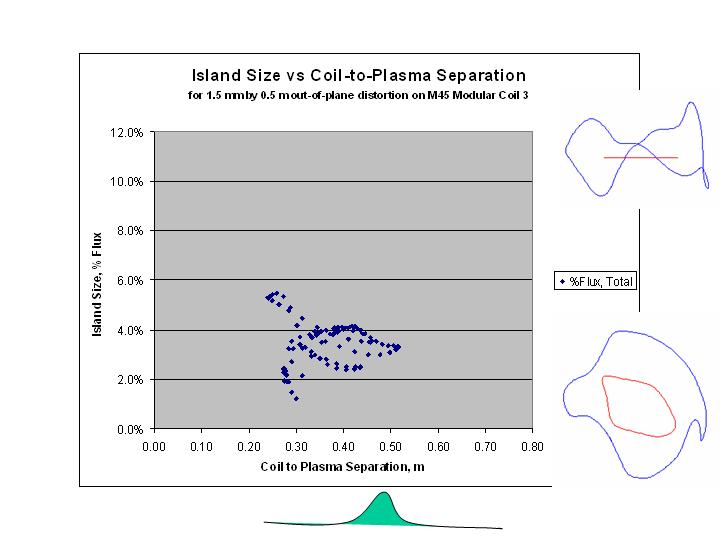 Island Size vs Coil-to-Plasma Separation
for 1.5 mmby 0.5 m out-of-plane distortion on M45 Modular Coil 3
12.0%
10.0%
8.0%
6.0%
4.0%
2.0%
0.0%
Island Size, % Flux
0.00 0.10 0.20 0.30 0.40 0.50 0.60 0.70 0.80
Coil to Plasma Separation, m
%Flux, Total